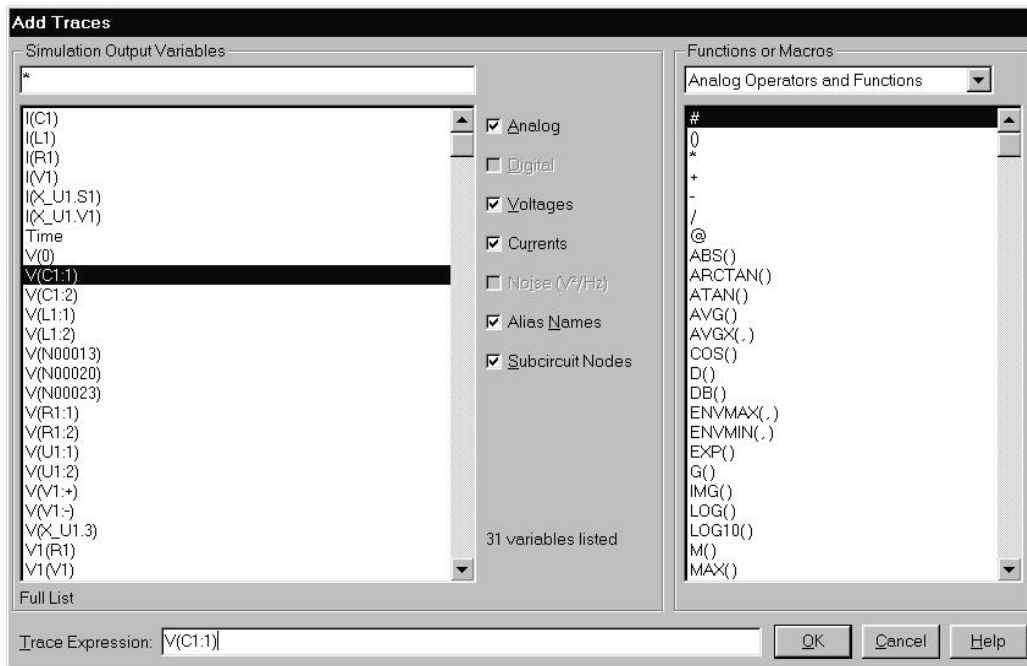 Add Traces
Simulation Output Variables
*
I(C1)
I(L1)
I(R1)
I(V1)
I(X_U1.S1)
I(X_U1.V1)
Time
V(0)
V(C1:1)
V(C1:2)
V(L1:1)
V(L1:2)
V(N00013)
V(N00020)
V(N00023)
V(R1:1)
V(R1:2)
V(U1:1)
V(U1:2)
V(V1:+)
V(V1:-)
V(X_U1.3)
V1(R1)
V1(V1)
Full List
Analog
Digital
Voltages
Currents
Noise (V²/Hz)
Alias Names
Subcircuit Nodes
31 variables listed
Functions or Macros
Analog Operators and Functions
#
()
*
+
-
/
@
ABS()
ARCTAN()
ATAN()
AVG()
AVGX(,)
COS()
D()
DB()
ENVMAX(,)
ENVMIN(,)
EXP()
G()
IMG()
LOG()
LOG10()
M()
MAX()
Trace Expression: V(C1:1)
OK Cancel Help